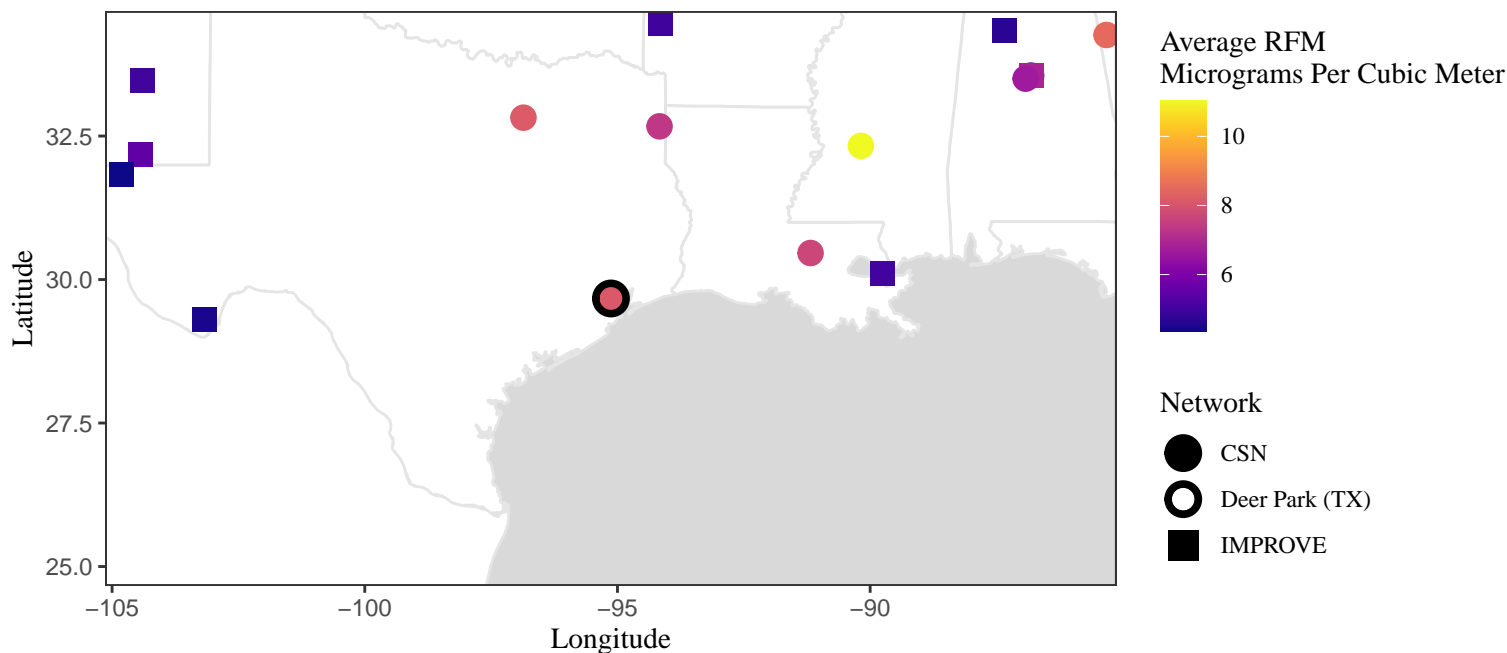 Average RFM
Micrograms Per Cubic Meter
10
8
6
Network
CSN
Deer Park (TX)
IMPROVE
Latitude
32.5
30.0
27.5
25.0
−105
−100
−95
−90
Longitude